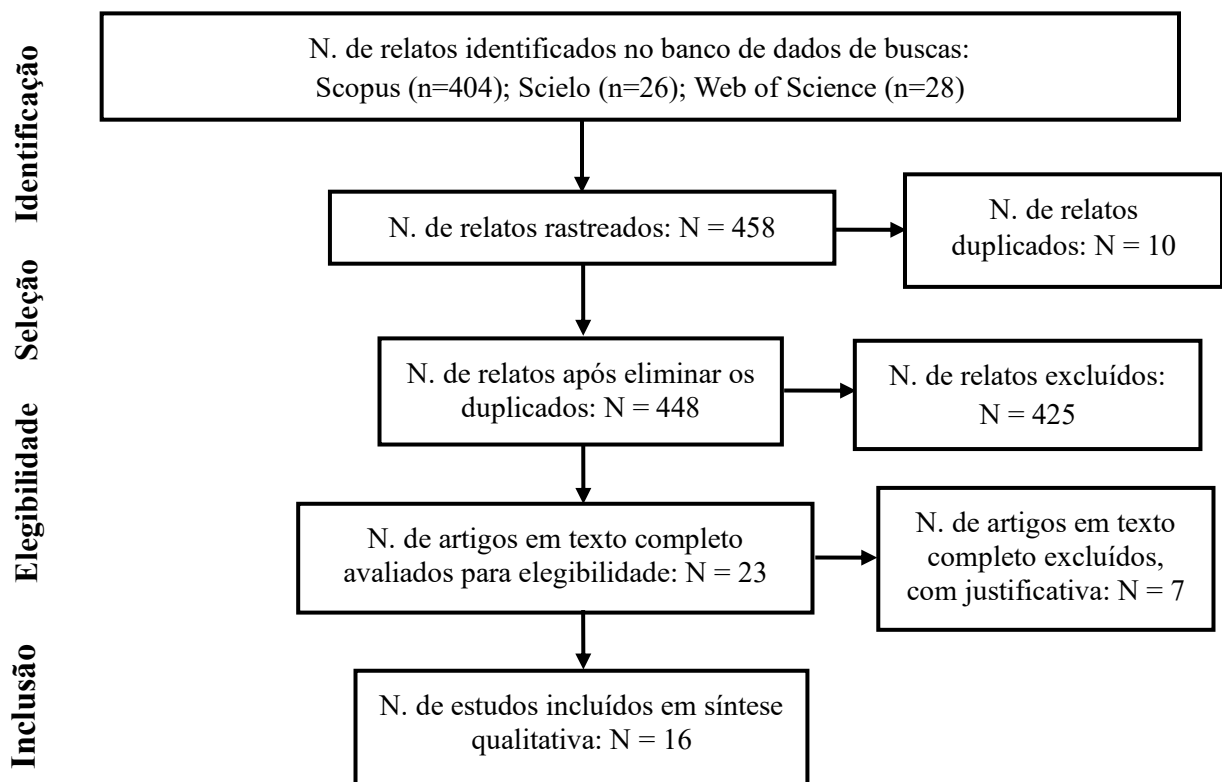 Identificação
N. de relatos identificados no banco de dados de buscas:
Scopus (n=404); Scielo (n=26); Web of Science (n=28)
N. de relatos rastreados: N = 458
N. de relatos
duplicados: N = 10
Seleção
N. de relatos após eliminar os
duplicados: N = 448
N. de relatos excluídos:
N = 425
Elegibilidade
N. de artigos em texto completo
avaliados para elegibilidade: N = 23
N. de artigos em texto
completo excluídos,
com justificativa: N = 7
Inclusão
N. de estudos incluídos em síntese
qualitativa: N = 16